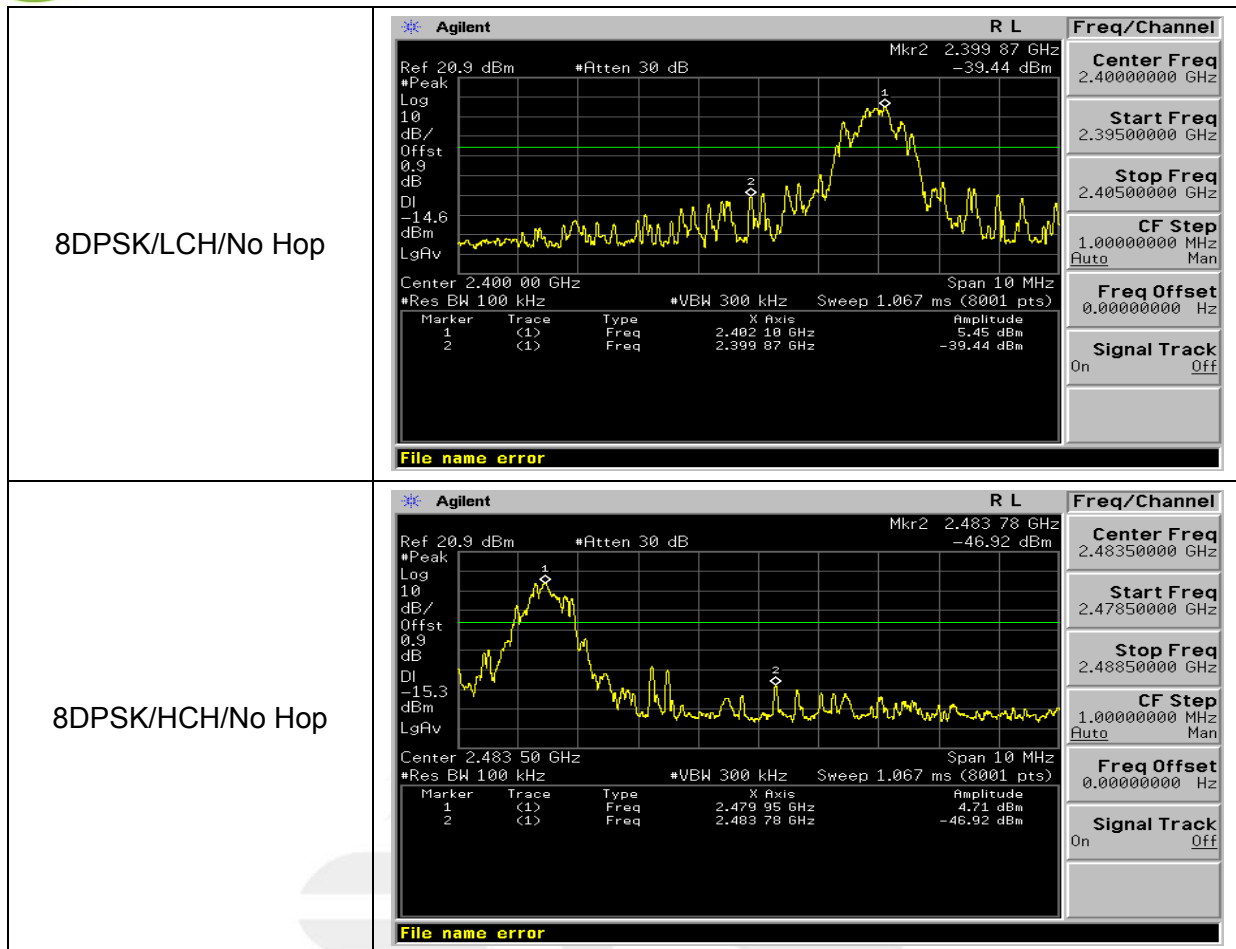 8DPSK/LCH/No Hop
Agilent R L Freq/Channel
Mkr2 2.399 87 GHz
Ref 20.9 dBm #Atten 30 dB -39.44 dBm
#Peak
Log
10
dB/
Offst
0.9
dB
DI
-14.6
dBm
LgAv
1
2
Center 2.400 00 GHz Span 10 MHz
#Res BW 100 kHz #VBW 300 kHz Sweep 1.067 ms (8001 pts)
Marker Trace Type X Axis Amplitude
1 (1) Freq 2.402 10 GHz 5.45 dBm
2 (1) Freq 2.399 87 GHz -39.44 dBm
File name error
Center Freq
2.40000000 GHz
Start Freq
2.39500000 GHz
Stop Freq
2.40500000 GHz
CF Step
1.00000000 MHz
Auto Man
Freq Offset
0.00000000 Hz
Signal Track
On Off
8DPSK/HCH/No Hop
Agilent R L Freq/Channel
Mkr2 2.483 78 GHz
Ref 20.9 dBm #Atten 30 dB -46.92 dBm
#Peak
Log
10
dB/
Offst
0.9
dB
DI
-15.3
dBm
LgAv
1
2
Center 2.483 50 GHz Span 10 MHz
#Res BW 100 kHz #VBW 300 kHz Sweep 1.067 ms (8001 pts)
Marker Trace Type X Axis Amplitude
1 (1) Freq 2.479 95 GHz 4.71 dBm
2 (1) Freq 2.483 78 GHz -46.92 dBm
File name error
Center Freq
2.48350000 GHz
Start Freq
2.47850000 GHz
Stop Freq
2.48850000 GHz
CF Step
1.00000000 MHz
Auto Man
Freq Offset
0.00000000 Hz
Signal Track
On Off